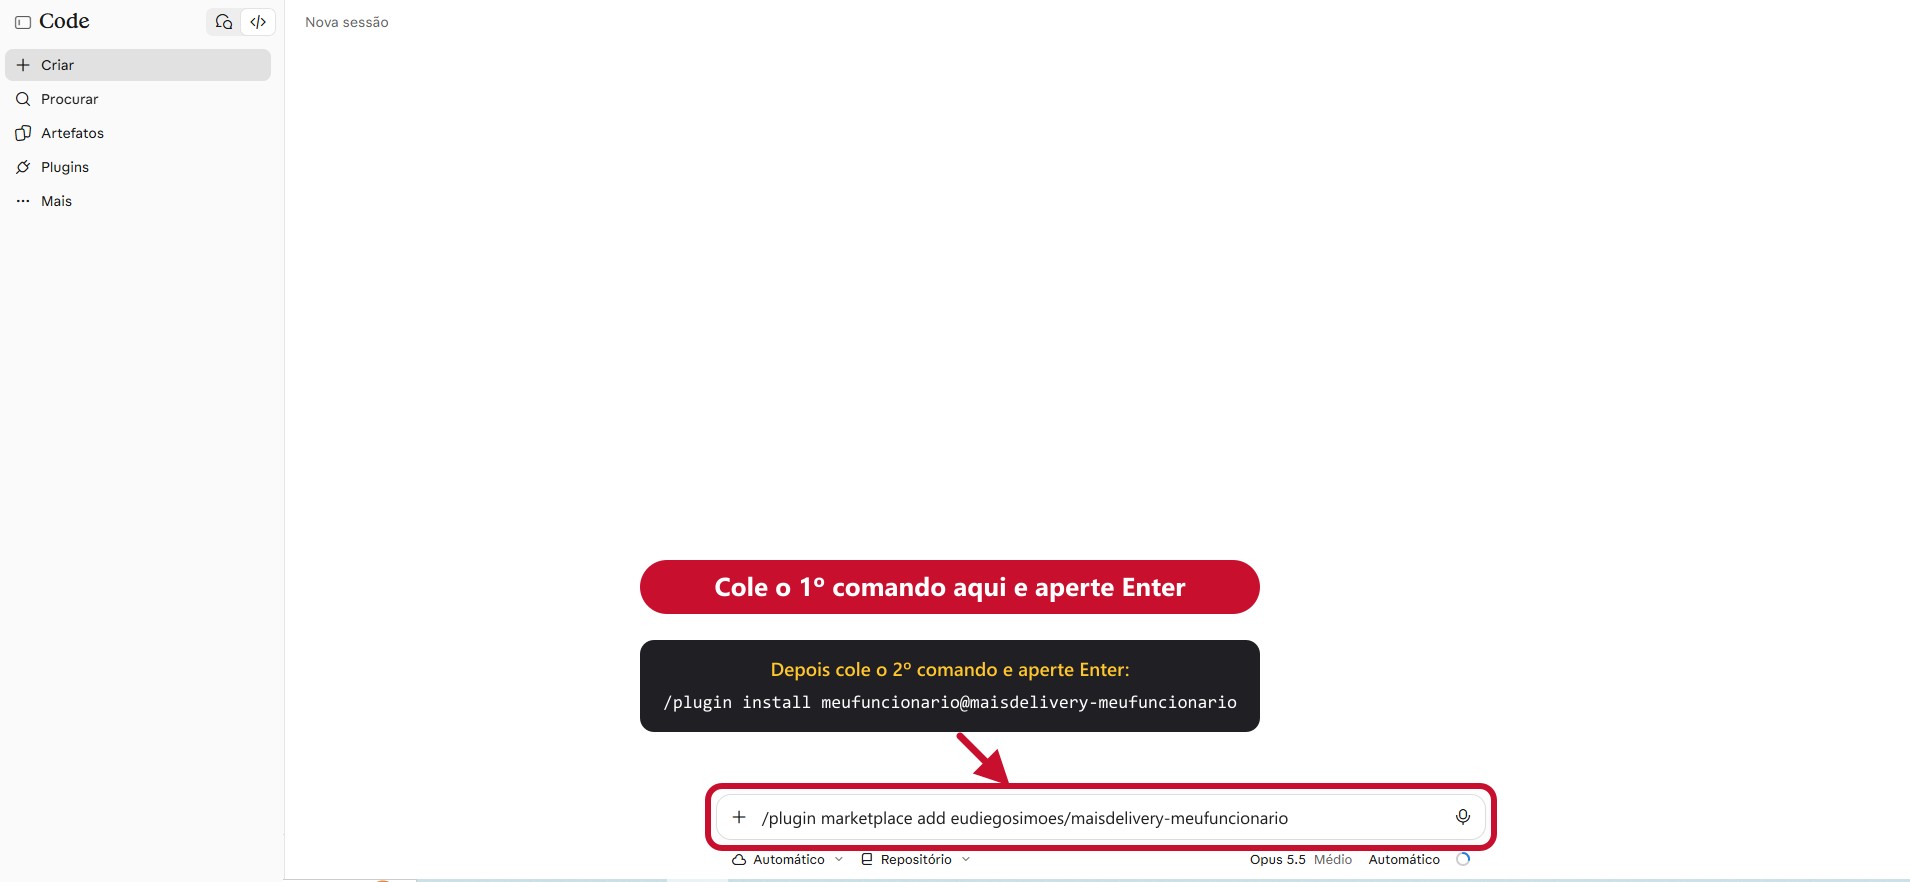 Code
Nova sessão
Criar
Procurar
Artefatos
Plugins
Mais
Cole o 1º comando aqui e aperte Enter
Depois cole o 2º comando e aperte Enter:
/plugin install meufuncionario@maisdelivery-meufuncionario
/plugin marketplace add eudiegosimoes/maisdelivery-meufuncionario
Automático Repositório Opus 5.5 Médio Automático